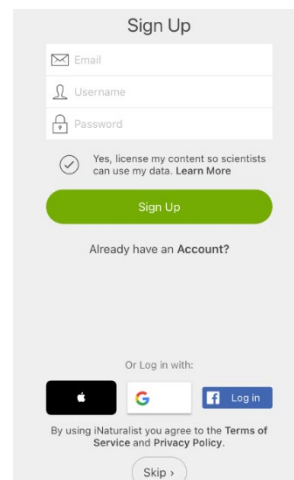 Sign Up
Email
Username
Password
Yes, license my content so scientists
can use my data. Learn More
Sign Up
Already have an Account?
Or Log in with:
Log in
By using iNaturalist you agree to the Terms of
Service and Privacy Policy.
Skip ›